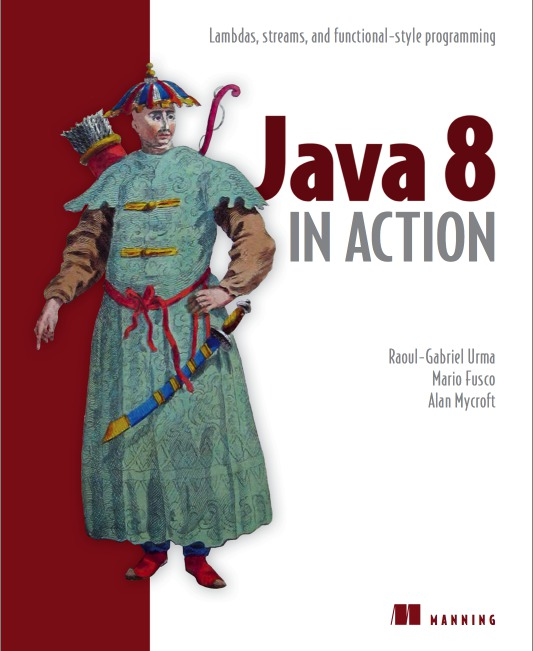 Lambdas, streams, and functional-style programming
Java 8
IN ACTION
Raoul-Gabriel Urma
Mario Fusco
Alan Mycroft
MANNING